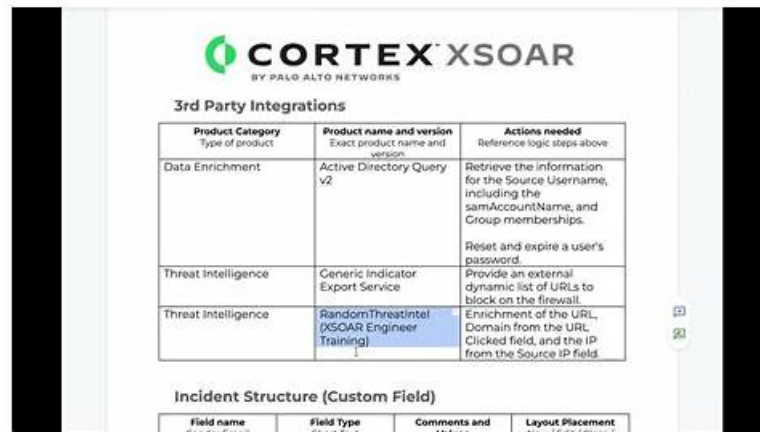 CORTEX XSOAR
BY PALO ALTO NETWORKS
3rd Party Integrations
Product Category
Type of product
Product name and version
Exact product name and
version
Actions needed
Reference logic steps above
Data Enrichment
Active Directory Query
v2
Retrieve the information
for the Source Username,
including the
samAccountName, and
Group memberships.
Reset and expire a user's
password.
Threat Intelligence
Generic Indicator
Export Service
Provide an external
dynamic list of URLs to
block on the firewall.
Threat Intelligence
RandomThreatIntel
(XSOAR Engineer
Training)
Enrichment of the URL,
Domain from the URL
Clicked field, and the IP
from the Source IP field.
Incident Structure (Custom Field)
Field name
Field Type
Comments and
Layout Placement